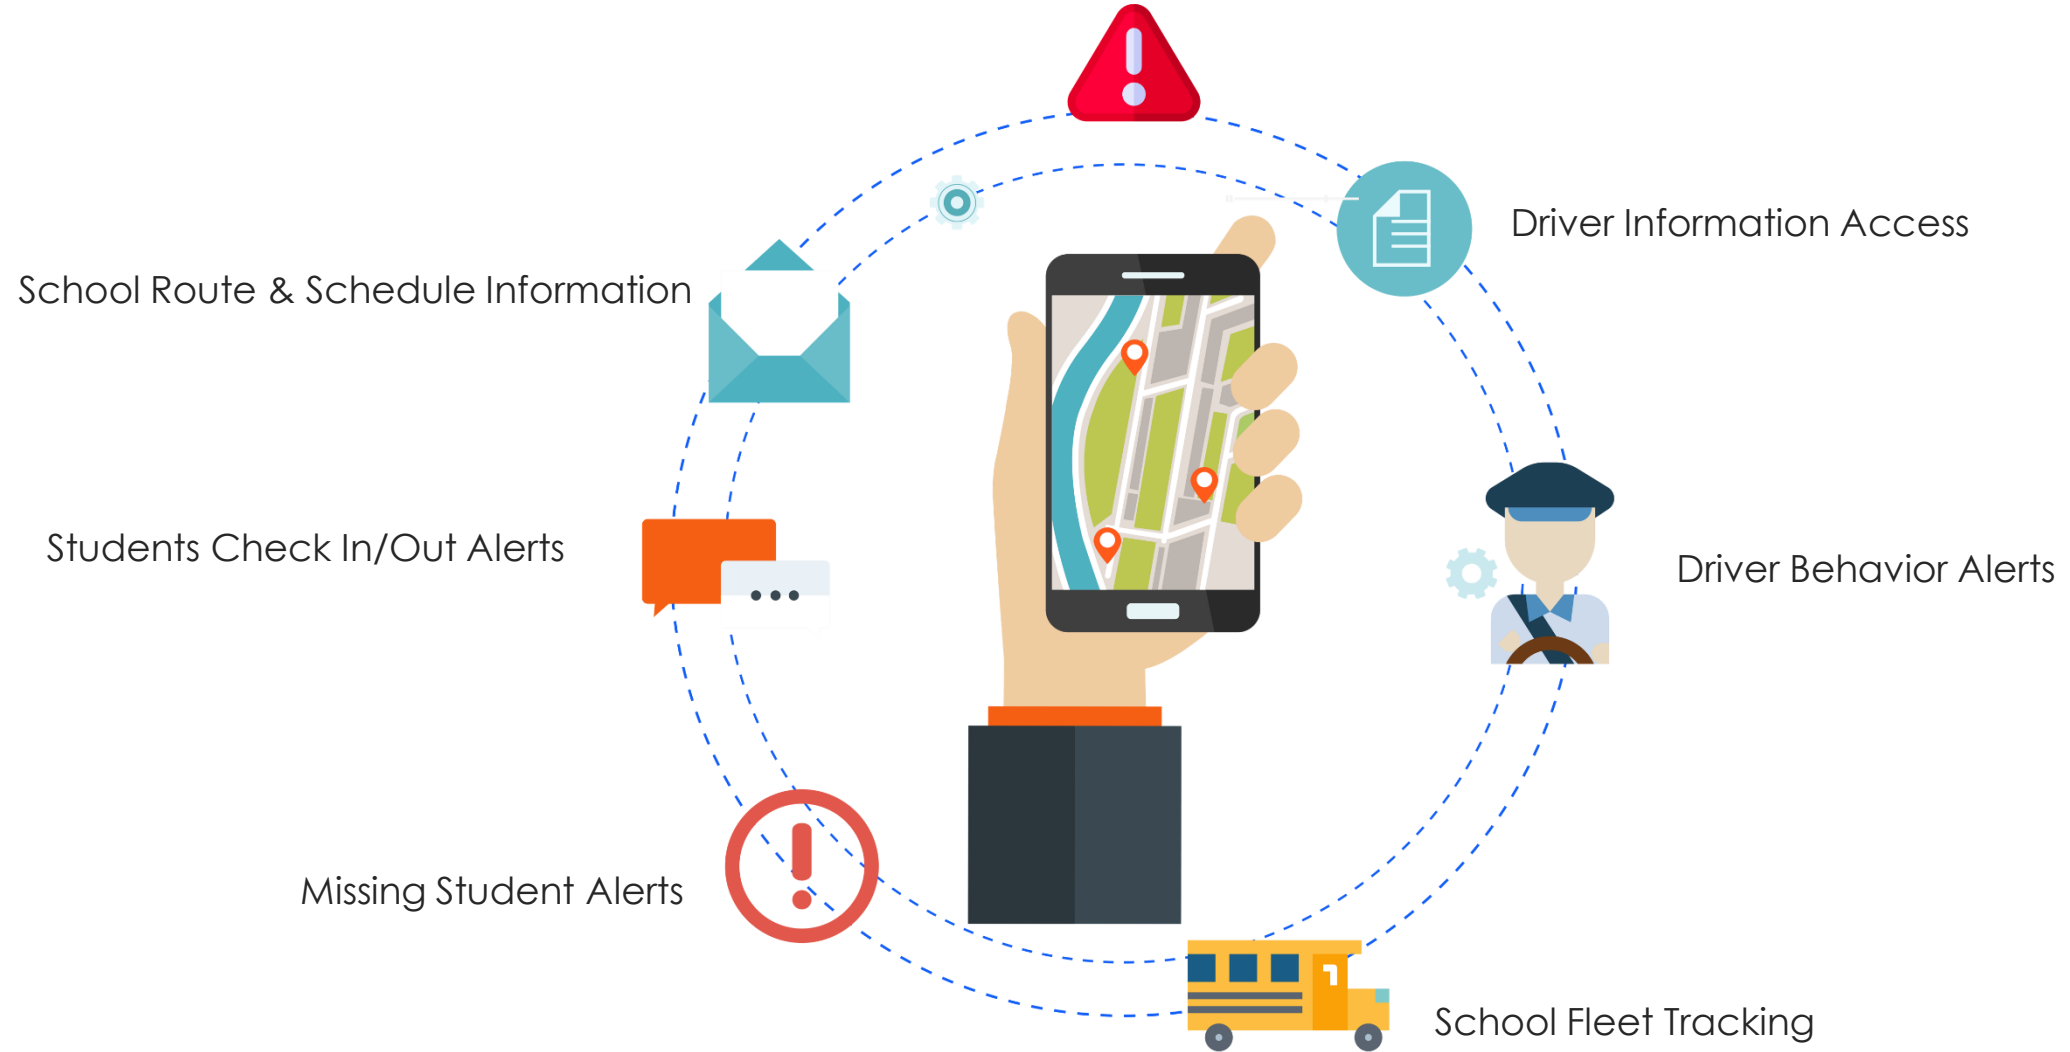 Driver Information Access
School Route & Schedule Information
Students Check In/Out Alerts
Driver Behavior Alerts
Missing Student Alerts
School Fleet Tracking